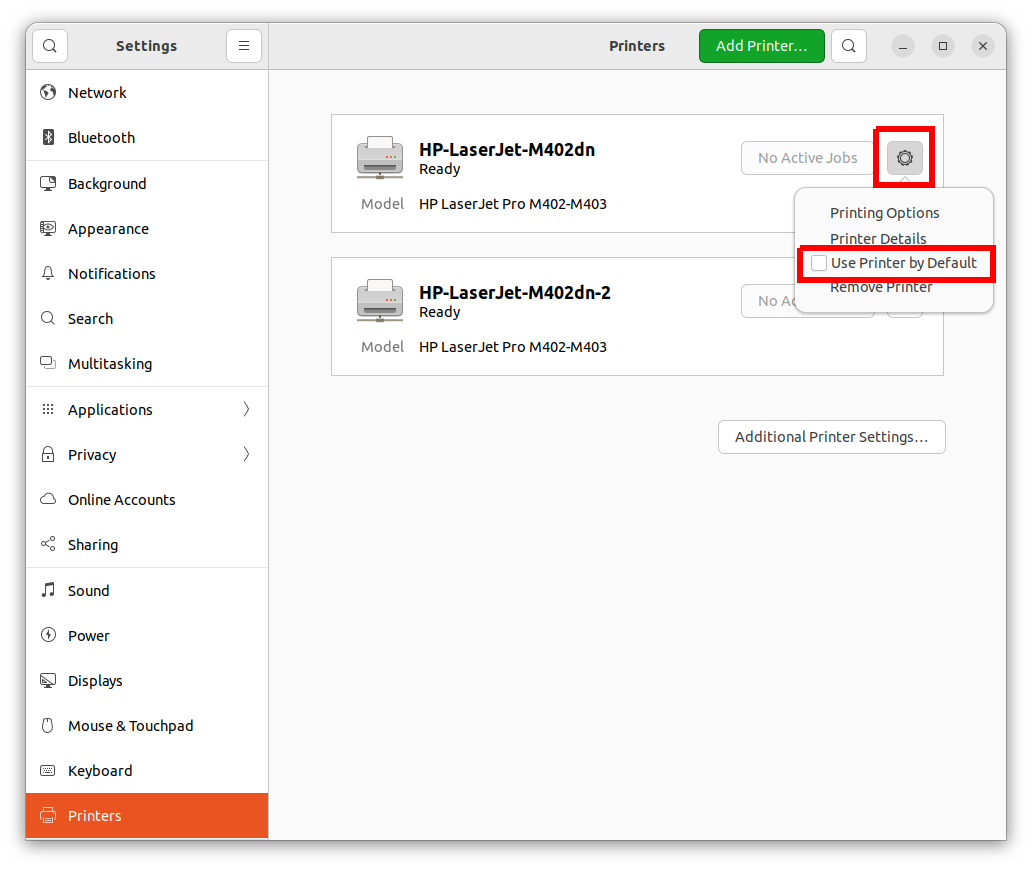 Settings
Printers
Add Printer...
Network
Bluetooth
Background
Appearance
Notifications
Search
Multitasking
Applications
Privacy
Online Accounts
Sharing
Sound
Power
Displays
Mouse & Touchpad
Keyboard
Printers
HP-LaserJet-M402dn
Ready
No Active Jobs
Model HP LaserJet Pro M402-M403
Printing Options
Printer Details
Use Printer by Default
Remove Printer
HP-LaserJet-M402dn-2
Ready
No
Model HP LaserJet Pro M402-M403
Additional Printer Settings...